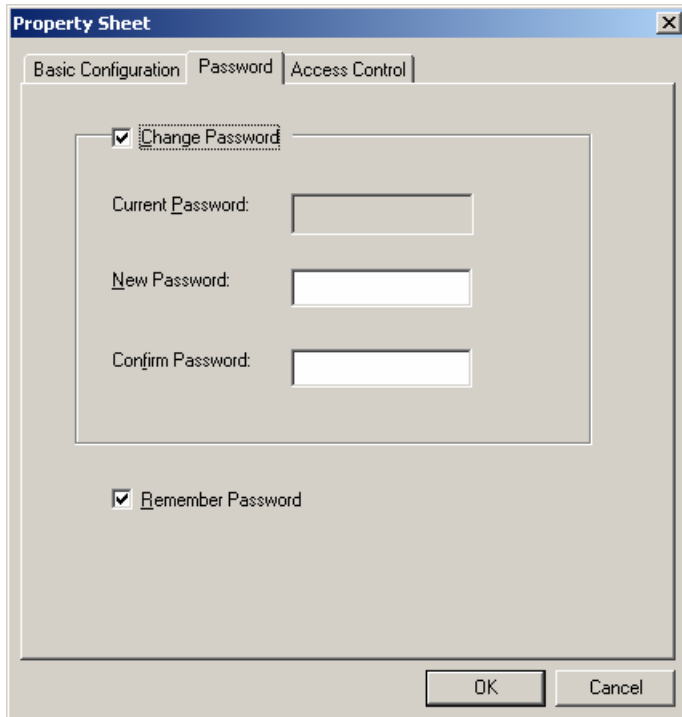 Property Sheet
Basic Configuration Password Access Control
Change Password
Current Password:
New Password:
Confirm Password:
Remember Password
OK Cancel